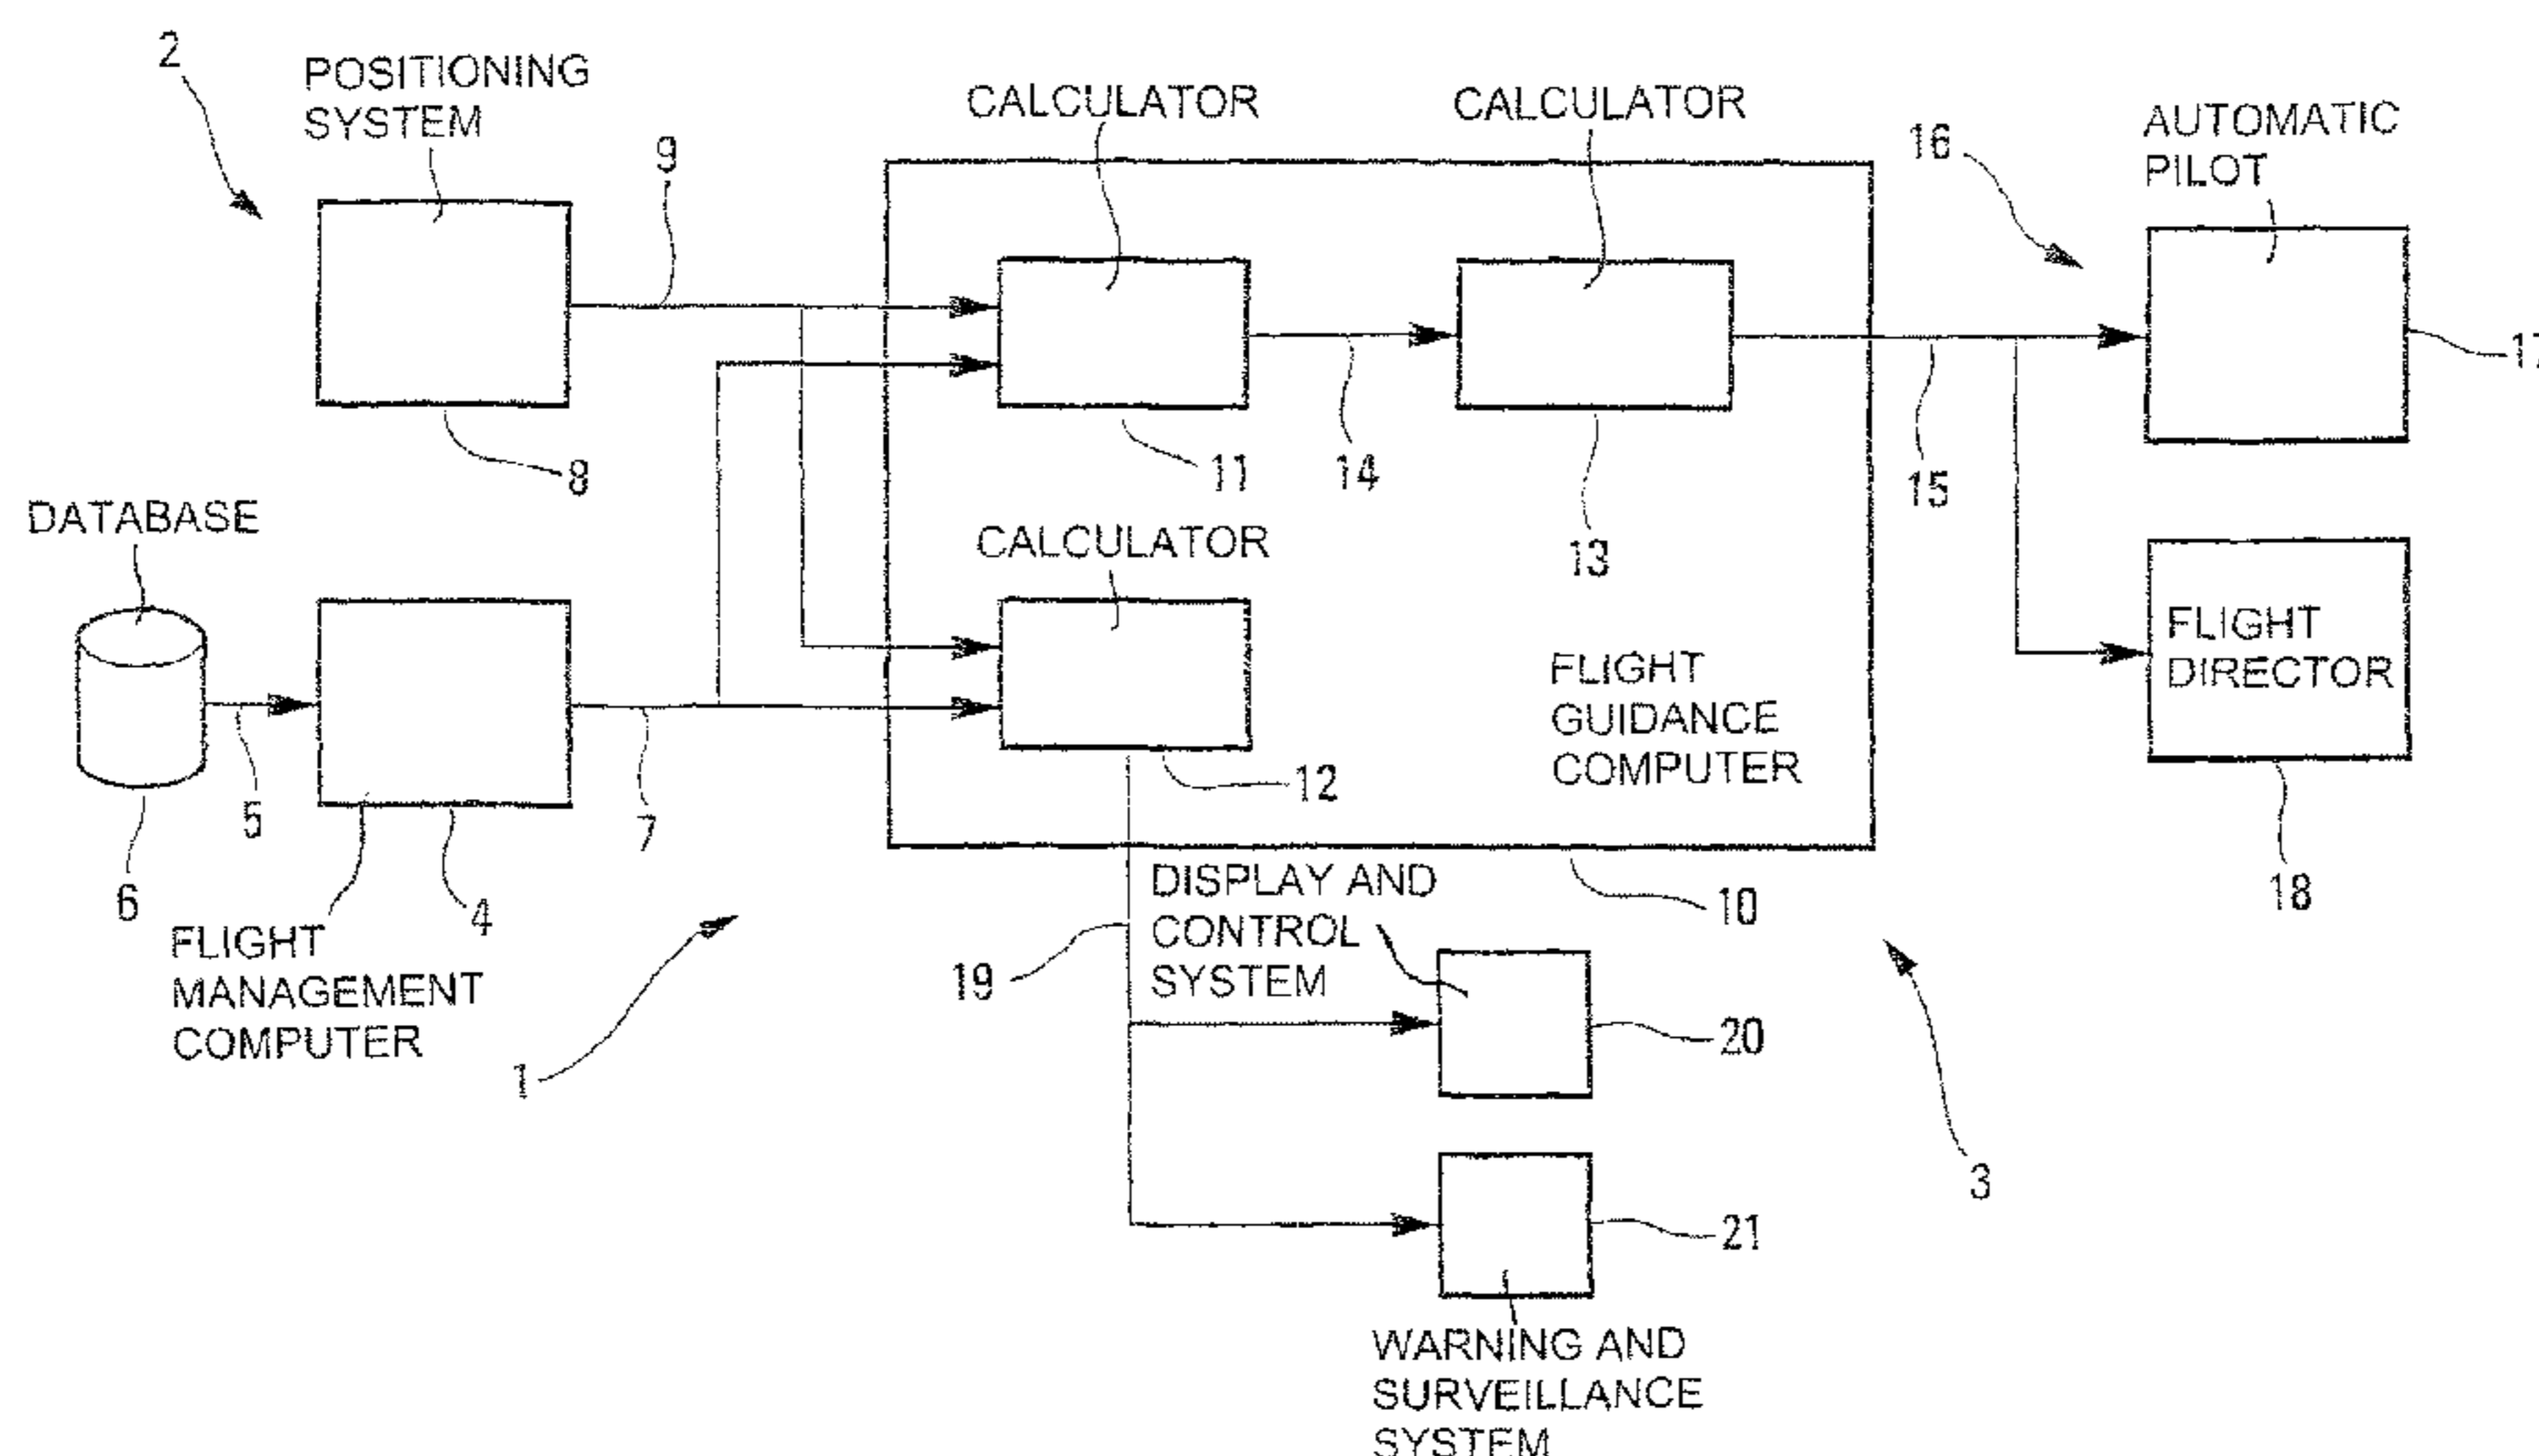 2
POSITIONING
SYSTEM
9
CALCULATOR
CALCULATOR
16
AUTOMATIC
PILOT
17
8
11
14
13
15
DATABASE
CALCULATOR
FLIGHT
GUIDANCE
COMPUTER
FLIGHT
DIRECTOR
12
5
6
4
7
FLIGHT
MANAGEMENT
COMPUTER
1
10
18
DISPLAY AND
CONTROL
SYSTEM
19
20
3
21
WARNING AND
SURVEILLANCE
SYSTEM